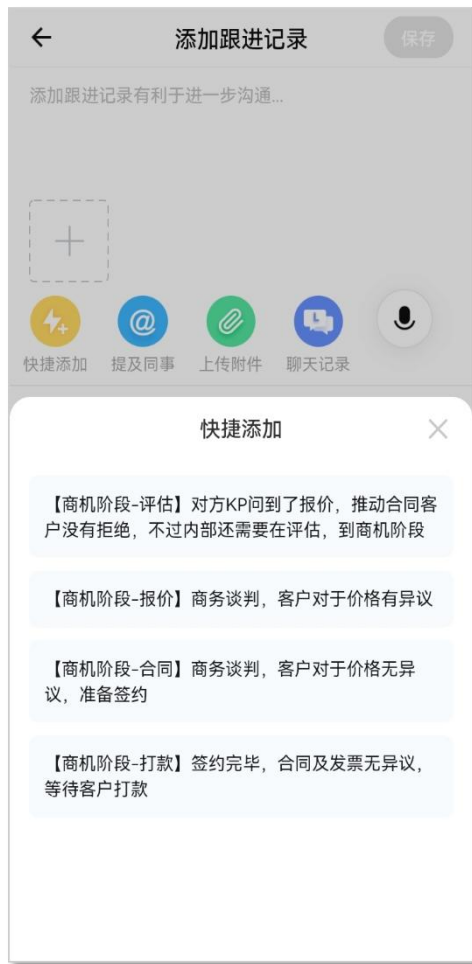 添加跟进记录
保存
添加跟进记录有利于进一步沟通...
快捷添加
提及同事
上传附件
聊天记录
快捷添加
【商机阶段-评估】对方KP问到了报价，推动合同客
户没有拒绝，不过内部还需要在评估，到商机阶段
【商机阶段-报价】商务谈判，客户对于价格有异议
【商机阶段-合同】商务谈判，客户对于价格无异
议，准备签约
【商机阶段-打款】签约完毕，合同及发票无异议，
等待客户打款